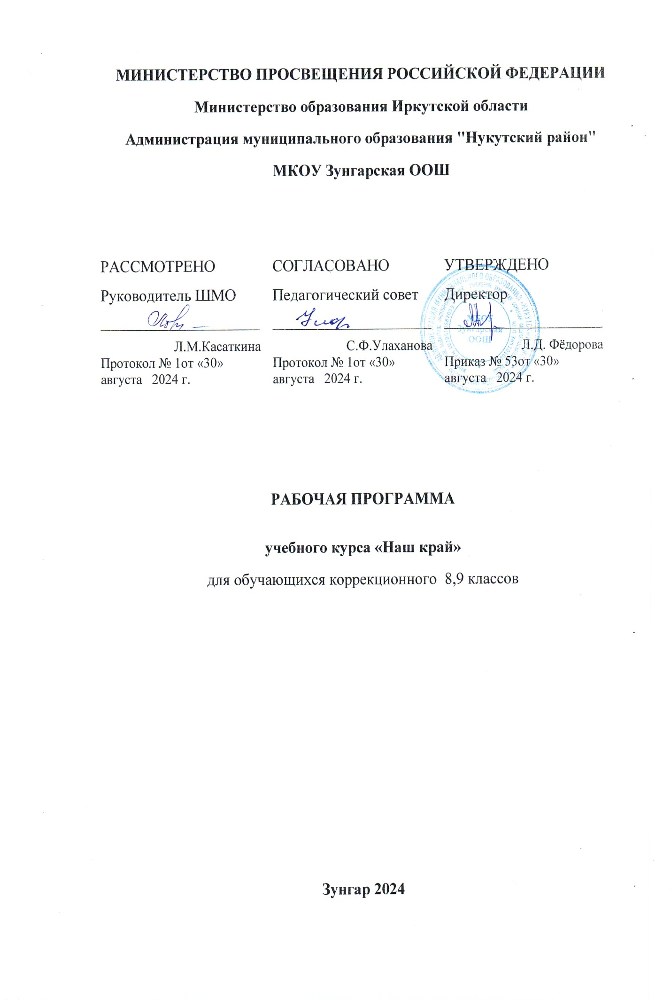 МИНИСТЕРСТВО ПРОСВЕЩЕНИЯ РОССИЙСКОЙ ФЕДЕРАЦИИ
Министерство образования Иркутской области
Администрация муниципального образования "Нукутский район"
МКОУ Зунгарская ООШ
РАССМОТРЕНО
Руководитель ШМО
Л.М.Касаткина
Протокол № 1от «30»
августа 2024 г.
СОГЛАСОВАНО
Педагогический совет
С.Ф.Улаханова
Протокол № 1от «30»
августа 2024 г.
УТВЕРЖДЕНО
Директор
МБОУ
Зунгарская
ООШ
Л.Д. Фёдорова
Приказ № 53от «30»
августа 2024 г.
РАБОЧАЯ ПРОГРАММА
учебного курса «Наш край»
для обучающихся коррекционного 8,9 классов
Зунгар 2024